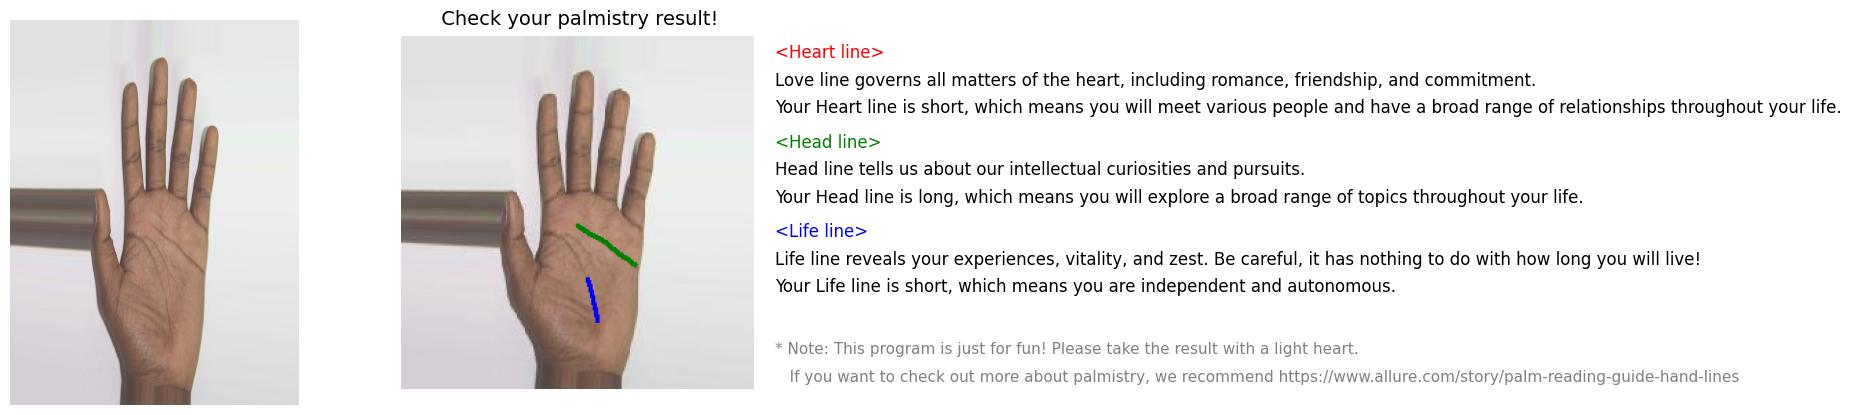 Check your palmistry result!
<Heart line>
Love line governs all matters of the heart, including romance, friendship, and commitment.
Your Heart line is short, which means you will meet various people and have a broad range of relationships throughout your life.
<Head line>
Head line tells us about our intellectual curiosities and pursuits.
Your Head line is long, which means you will explore a broad range of topics throughout your life.
<Life line>
Life line reveals your experiences, vitality, and zest. Be careful, it has nothing to do with how long you will live!
Your Life line is short, which means you are independent and autonomous.
* Note: This program is just for fun! Please take the result with a light heart.
If you want to check out more about palmistry, we recommend https://www.allure.com/story/palm-reading-guide-hand-lines